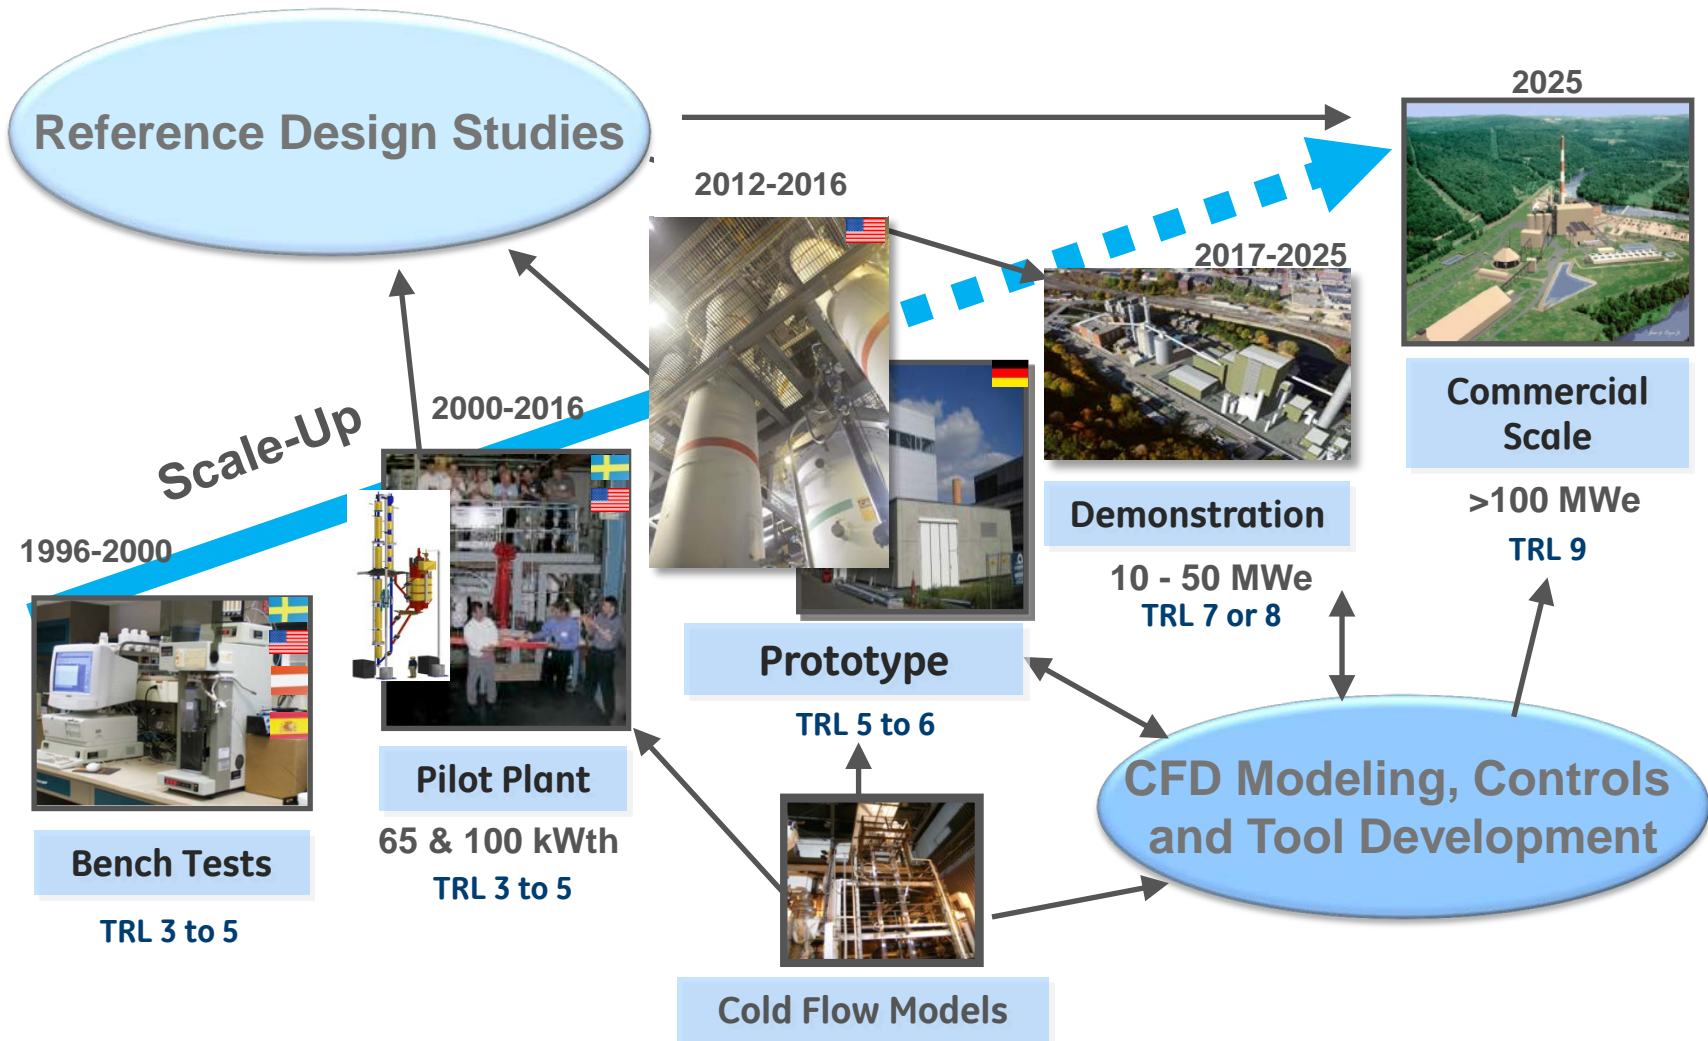 Reference Design Studies
2025
2012-2016
2017-2025
Scale-Up
2000-2016
1996-2000
Commercial
Scale
>100 MWe
TRL 9
Demonstration
10 - 50 MWe
TRL 7 or 8
Prototype
TRL 5 to 6
Pilot Plant
65 & 100 kWth
TRL 3 to 5
Bench Tests
TRL 3 to 5
CFD Modeling, Controls
and Tool Development
Cold Flow Models